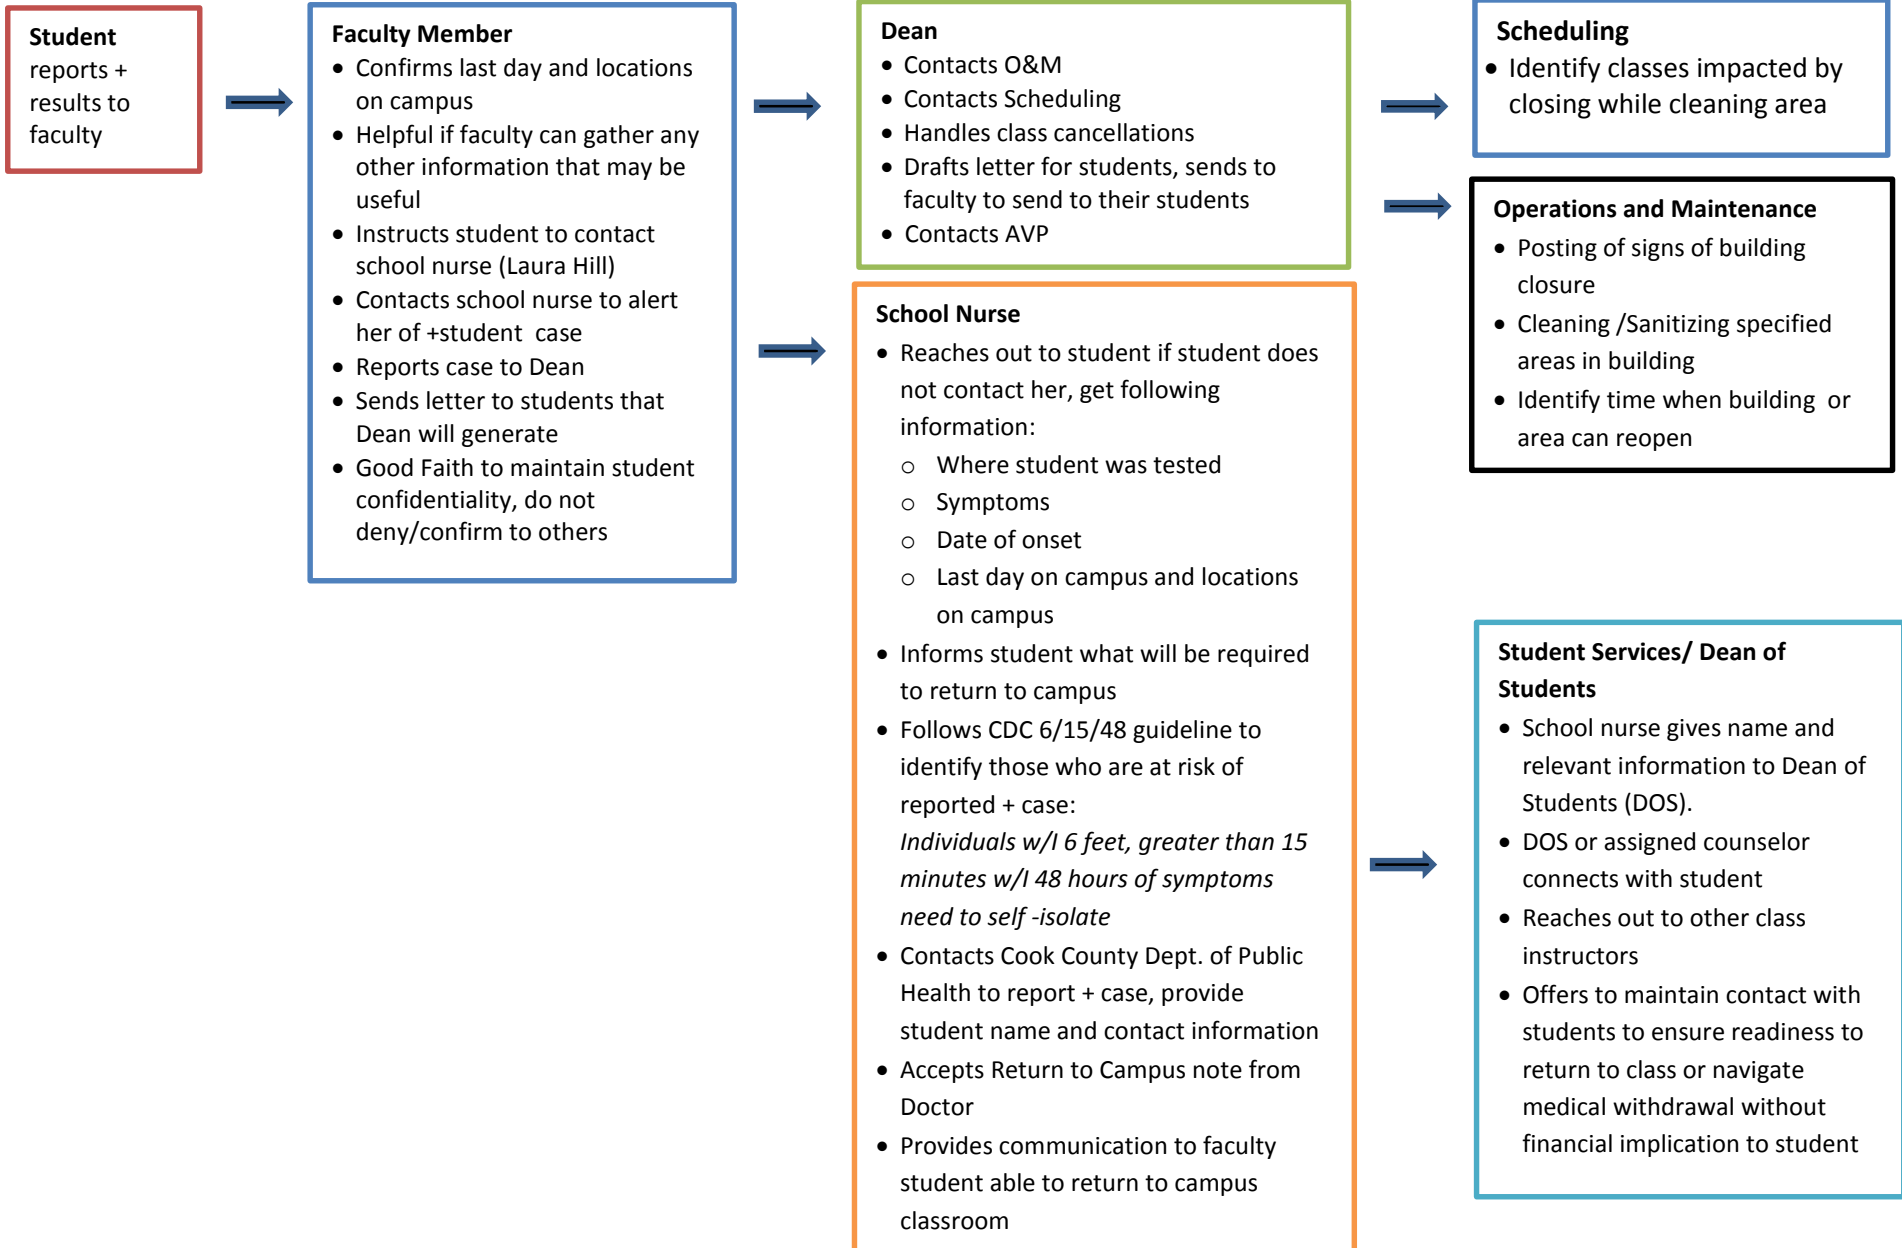 Student
reports +
results to
faculty
Faculty Member
• Confirms last day and locations
on campus
• Helpful if faculty can gather any
other information that may be
useful
• Instructs student to contact
school nurse (Laura Hill)
• Contacts school nurse to alert
her of +student  case
• Reports case to Dean
• Sends letter to students that
Dean will generate
• Good Faith to maintain student
confidentiality, do not
deny/confirm to others
Dean
• Contacts O&M
• Contacts Scheduling
• Handles class cancellations
• Drafts letter for students, sends to
faculty to send to their students
• Contacts AVP
School Nurse
• Reaches out to student if student does
not contact her, get following
information:
o Where student was tested
o Symptoms
o Date of onset
o Last day on campus and locations
on campus
• Informs student what will be required
to return to campus
• Follows CDC 6/15/48 guideline to
identify those who are at risk of
reported + case:
Individuals w/I 6 feet, greater than 15
minutes w/I 48 hours of symptoms
need to self -isolate
• Contacts Cook County Dept. of Public
Health to report + case, provide
student name and contact information
• Accepts Return to Campus note from
Doctor
• Provides communication to faculty
student able to return to campus
classroom
Scheduling
• Identify classes impacted by
closing while cleaning area
Operations and Maintenance
• Posting of signs of building
closure
• Cleaning /Sanitizing specified
areas in building
• Identify time when building  or
area can reopen
Student Services/ Dean of
Students
• School nurse gives name and
relevant information to Dean of
Students (DOS).
• DOS or assigned counselor
connects with student
• Reaches out to other class
instructors
• Offers to maintain contact with
students to ensure readiness to
return to class or navigate
medical withdrawal without
financial implication to student